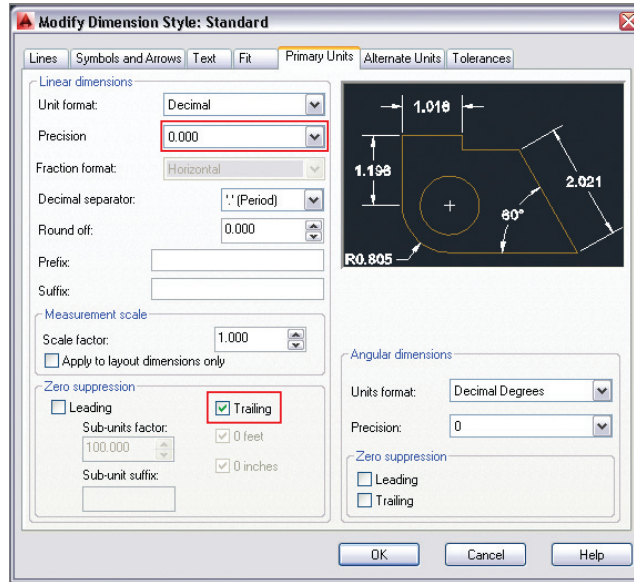 Modify Dimension Style: Standard
Lines Symbols and Arrows Text Fit Primary Units Alternate Units Tolerances
Linear dimensions
Unit format: Decimal
Precision 0.000
Fraction format: Horizontal
Decimal separator: '.' (Period)
Round off: 0.000
Prefix:
Suffix:
Measurement scale
Scale factor: 1.000
Apply to layout dimensions only
Zero suppression
Leading
Sub-units factor:
100.000
Sub-unit suffix:
Trailing
0 feet
0 inches
1.016
1.196
2.021
60°
R0.805
Angular dimensions
Units format: Decimal Degrees
Precision: 0
Zero suppression
Leading
Trailing
OK Cancel Help